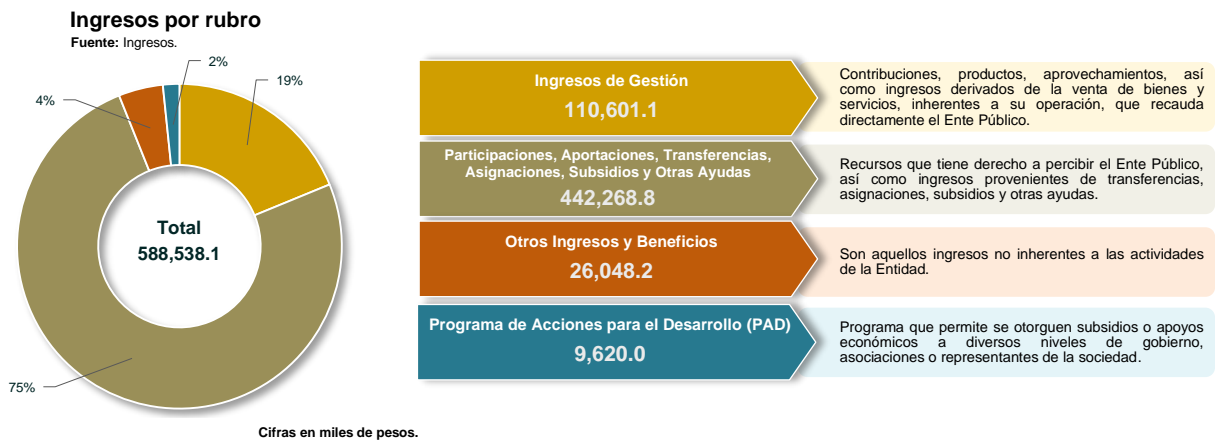 Ingresos por rubro
Fuente: Ingresos.
2%
19%
4%
75%
Total
588,538.1
Ingresos de Gestión
110,601.1
Contribuciones, productos, aprovechamientos, así
como ingresos derivados de la venta de bienes y
servicios, inherentes a su operación, que recauda
directamente el Ente Público.
Participaciones, Aportaciones, Transferencias,
Asignaciones, Subsidios y Otras Ayudas
442,268.8
Recursos que tiene derecho a percibir el Ente Público,
así como ingresos provenientes de transferencias,
asignaciones, subsidios y otras ayudas.
Otros Ingresos y Beneficios
26,048.2
Son aquellos ingresos no inherentes a las actividades
de la Entidad.
Programa de Acciones para el Desarrollo (PAD)
9,620.0
Programa que permite se otorguen subsidios o apoyos
económicos a diversos niveles de gobierno,
asociaciones o representantes de la sociedad.
Cifras en miles de pesos.